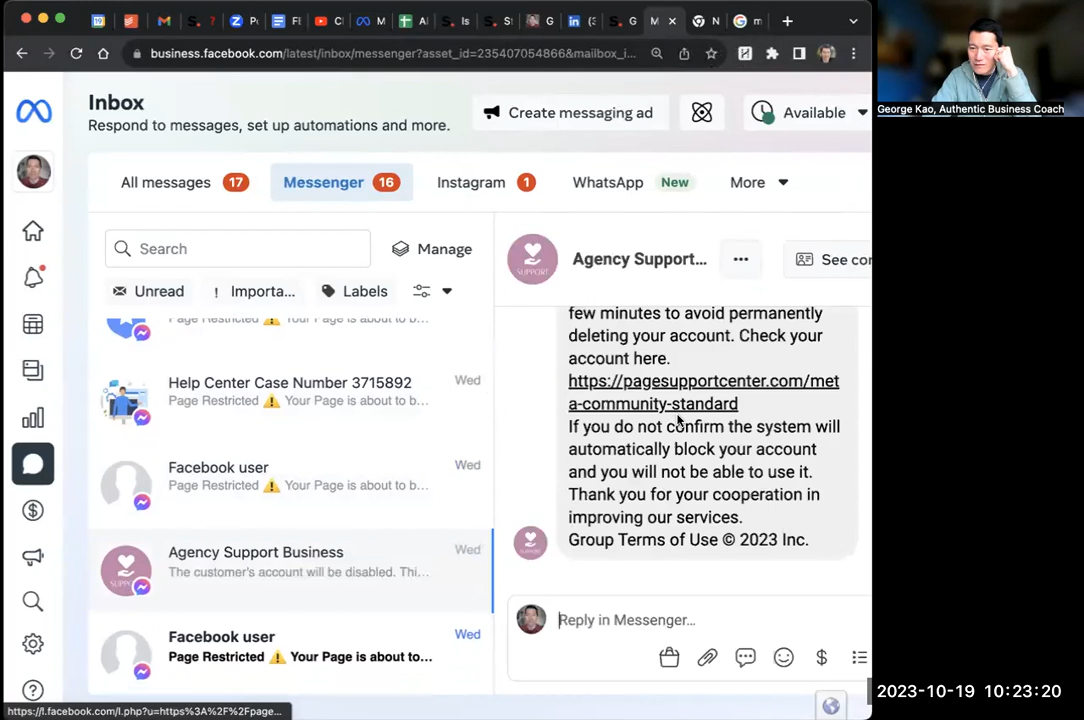 business.facebook.com/latest/inbox/messenger?asset_id=235407054866&mailbox_i...
George Kao, Authentic Business Coach
Inbox
Respond to messages, set up automations and more.
Create messaging ad
Available
All messages 17
Messenger 16
Instagram 1
WhatsApp New
More
Search
Manage
Unread
Importa...
Labels
Page Restricted ⚠ Your Page is about to b...
Help Center Case Number 3715892
Wed
Page Restricted ⚠ Your Page is about to b...
Facebook user
Wed
Page Restricted ⚠ Your Page is about to b...
Agency Support Business
Wed
The customer's account will be disabled. Thi...
Facebook user
Wed
Page Restricted ⚠ Your Page is about to...
SUPPORT
Agency Support...
See con
few minutes to avoid permanently
deleting your account. Check your
account here.
https://pagesupportcenter.com/met
a-community-standard
If you do not confirm the system will
automatically block your account
and you will not be able to use it.
Thank you for your cooperation in
improving our services.
Group Terms of Use © 2023 Inc.
Reply in Messenger...
https://l.facebook.com/l.php?u=https%3A%2F%2Fpage...
2023-10-19 10:23:20